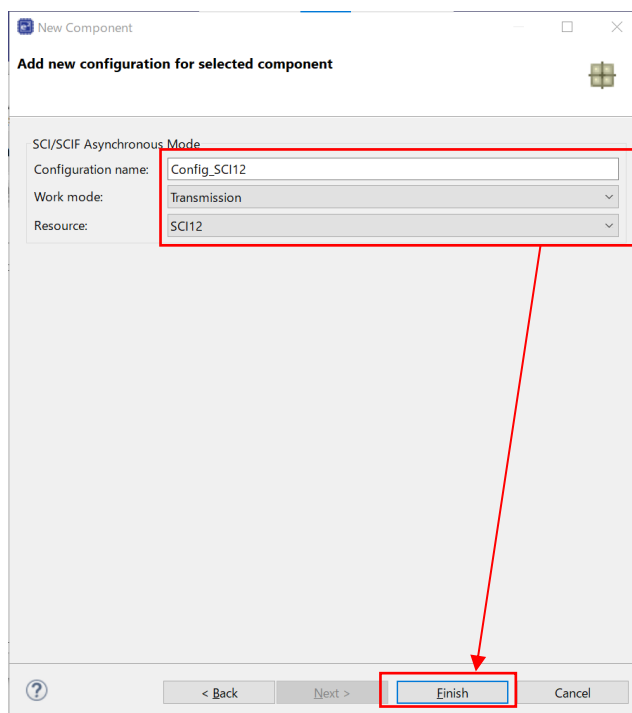 New Component
Add new configuration for selected component
SCI/SCIF Asynchronous Mode
Configuration name: Config_SCI12
Work mode: Transmission
Resource: SCI12
< Back Next > Finish Cancel